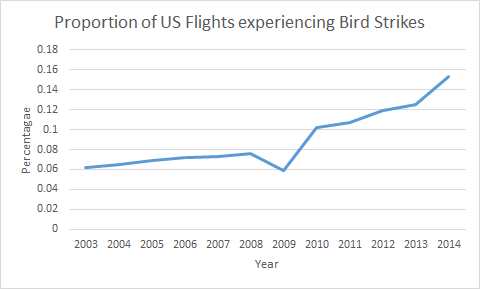 Proportion of US Flights experiencing Bird Strikes
0.18
0.16
0.14
0.12
0.1
0.08
0.06
0.04
0.02
0
Percentagae
2003 2004 2005 2006 2007 2008 2009 2010 2011 2012 2013 2014
Year